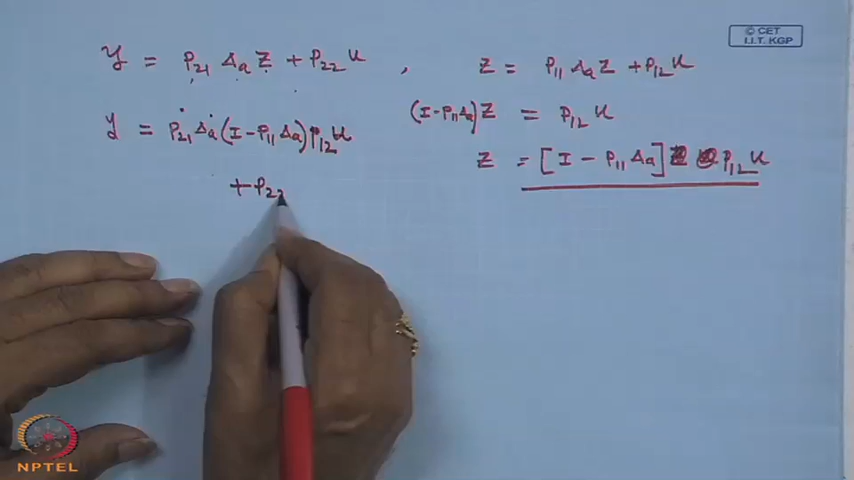 © CET
I.I.T. KGP
y = P₂₁ Δₐ Z + P₂₂ u , Z = P₁₁ Δₐ Z + P₁₂ u
(I - P₁₁ Δₐ) Z = P₁₂ u
y = P₂₁ Δₐ (I - P₁₁ Δₐ) P₁₂ u
Z = [I - P₁₁ Δₐ] P₁₂ u
+ P₂₂
NPTEL